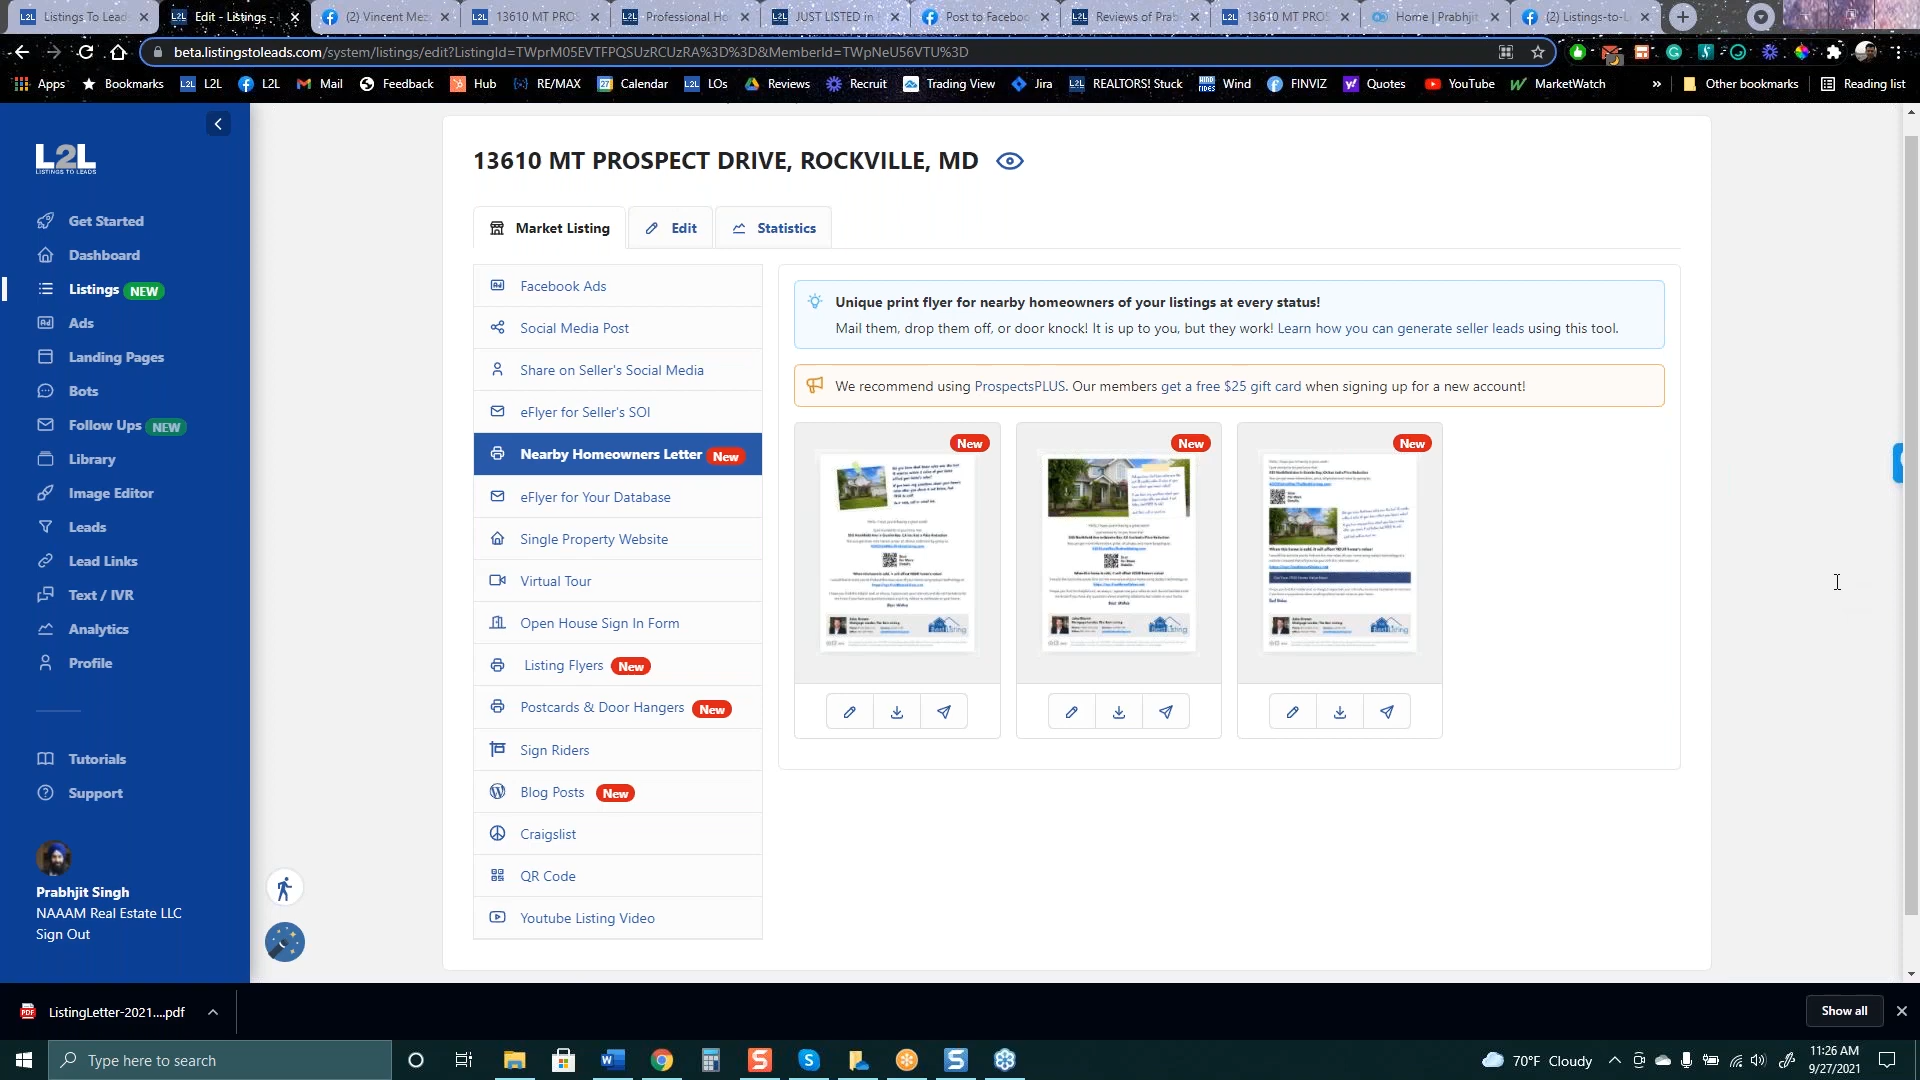 Listings To Lead
Edit - Listings -
(2) Vincent Mez
13610 MT PROS
Professional Ho
JUST LISTED in
Post to Faceboo
Reviews of Prab
13610 MT PROS
Home | Prabhjit
(2) Listings-to-L
beta.listingstoleads.com/system/listings/edit?ListingId=TWprM05EVTFPQSUzRCUzRA%3D%3D&MemberId=TWpNeU56VTU%3D
Apps
Bookmarks
L2L
L2L
Mail
Feedback
Hub
RE/MAX
Calendar
LOs
Reviews
Recruit
Trading View
Jira
REALTORS! Stuck
Wind
FINVIZ
Quotes
YouTube
MarketWatch
»
Other bookmarks
Reading list
L2L
LISTINGS TO LEADS
Get Started
Dashboard
Listings NEW
Ads
Landing Pages
Bots
Follow Ups NEW
Library
Image Editor
Leads
Lead Links
Text / IVR
Analytics
Profile
Tutorials
Support
Prabhjit Singh
NAAAM Real Estate LLC
Sign Out
13610 MT PROSPECT DRIVE, ROCKVILLE, MD
Market Listing
Edit
Statistics
Facebook Ads
Social Media Post
Share on Seller's Social Media
eFlyer for Seller's SOI
Nearby Homeowners Letter New
eFlyer for Your Database
Single Property Website
Virtual Tour
Open House Sign In Form
Listing Flyers New
Postcards & Door Hangers New
Sign Riders
Blog Posts New
Craigslist
QR Code
Youtube Listing Video
Unique print flyer for nearby homeowners of your listings at every status!
Mail them, drop them off, or door knock! It is up to you, but they work! Learn how you can generate seller leads using this tool.
We recommend using ProspectsPLUS. Our members get a free $25 gift card when signing up for a new account!
New
New
New
ListingLetter-2021....pdf
Show all
Type here to search
70°F Cloudy
11:26 AM
9/27/2021